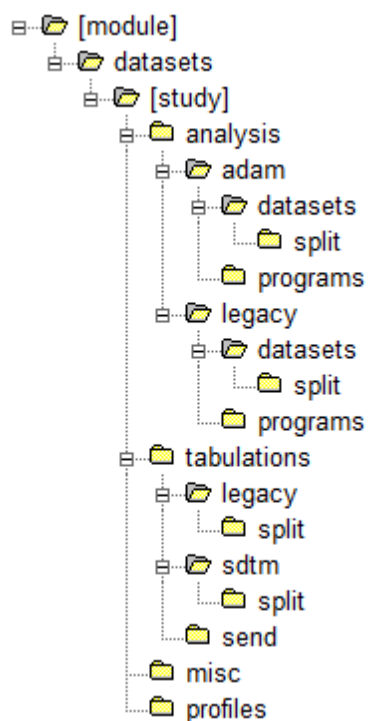 [module]
datasets
[study]
analysis
adam
datasets
split
programs
legacy
datasets
split
programs
tabulations
legacy
split
sdtm
split
send
misc
profiles